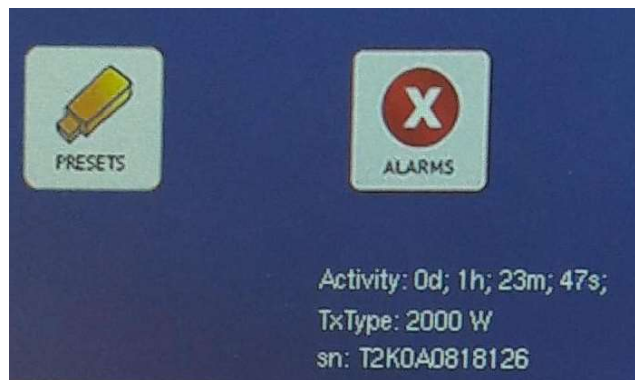 PRESETS
X
ALARMS
Activity: 0d; 1h; 23m; 47s;
TxType: 2000 W
sn: T2K0A0818126